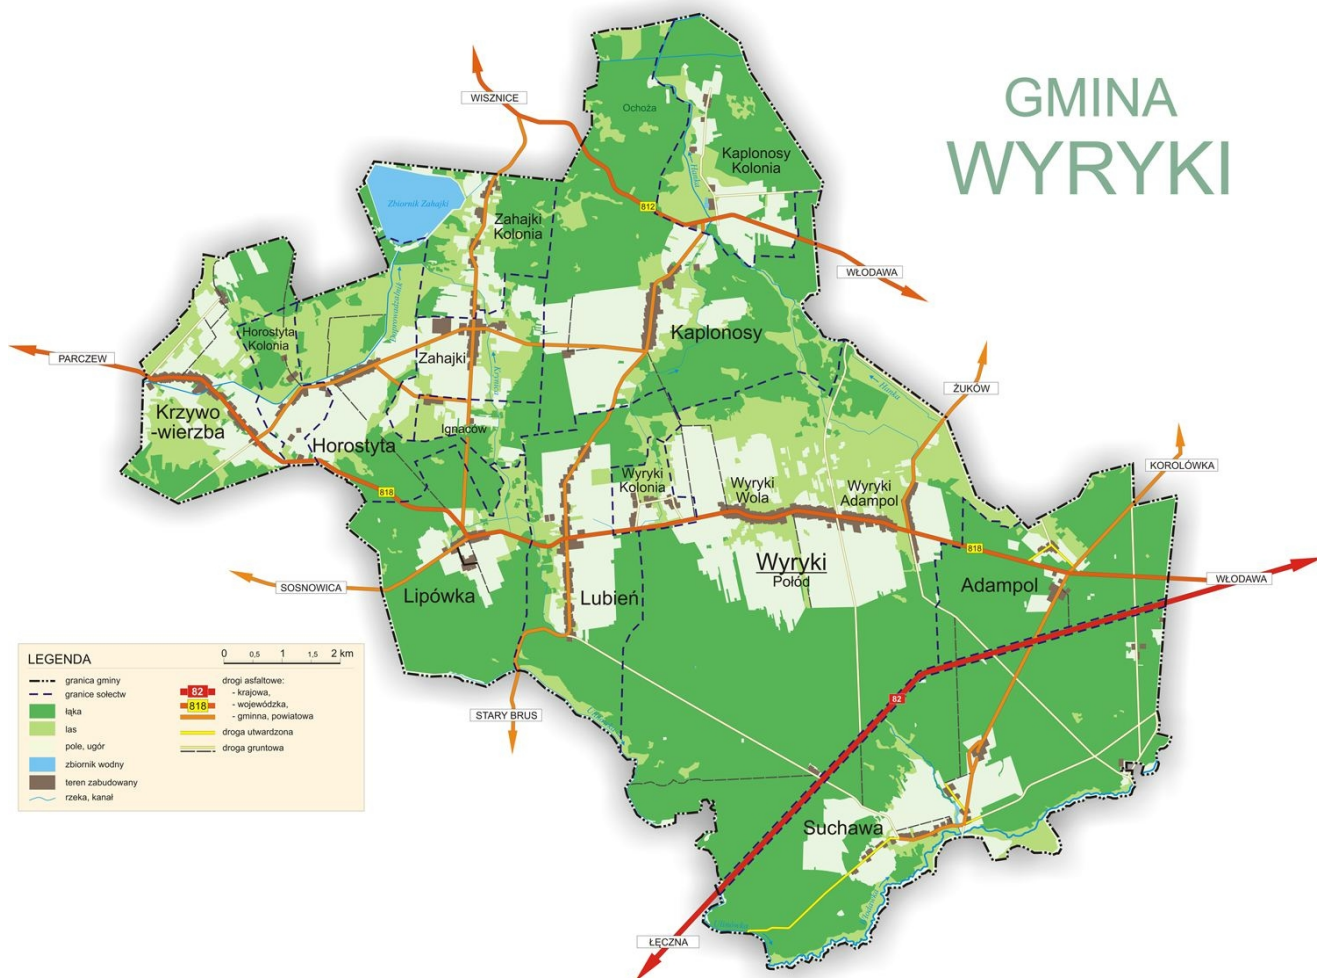 GMINA
WYRYKI
WISZNICE
Ochoża
Hanka
Kaplonosy
Kolonia
Zbiornik Zahajki
812
Zahajki
Kolonia
WŁODAWA
Horostyta
Kolonia
Kaplonosy
PARCZEW
Zahajki
Krynica
Hanka
ŻUKÓW
Krzywo
-wierzba
Ignaców
Horostyta
KOROLÓWKA
Wyryki
Kolonia
Wyryki
Wola
Wyryki
Adampol
818
818
Wyryki
Połód
SOSNOWICA
Lipówka
Lubień
Adampol
WŁODAWA
STARY BRUS
82
Suchawa
ŁĘCZNA
LEGENDA
0 0,5 1 1,5 2 km
granica gminy
granice sołectw
łąka
las
pole, ugór
zbiornik wodny
teren zabudowany
rzeka, kanał
drogi asfaltowe:
82 - krajowa,
818 - wojewódzka,
- gminna, powiatowa
droga utwardzona
droga gruntowa